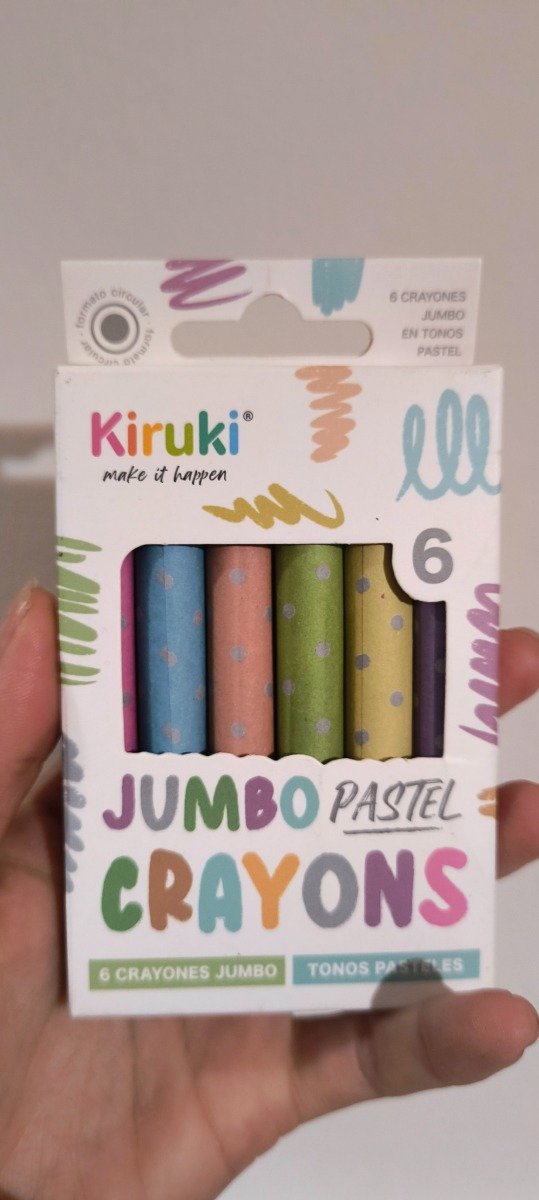 formato circular · formato circular ·
6 CRAYONES
JUMBO
EN TONOS
PASTEL
Kiruki®
make it happen
6
JUMBO PASTEL
CRAYONS
6 CRAYONES JUMBO
TONOS PASTELES